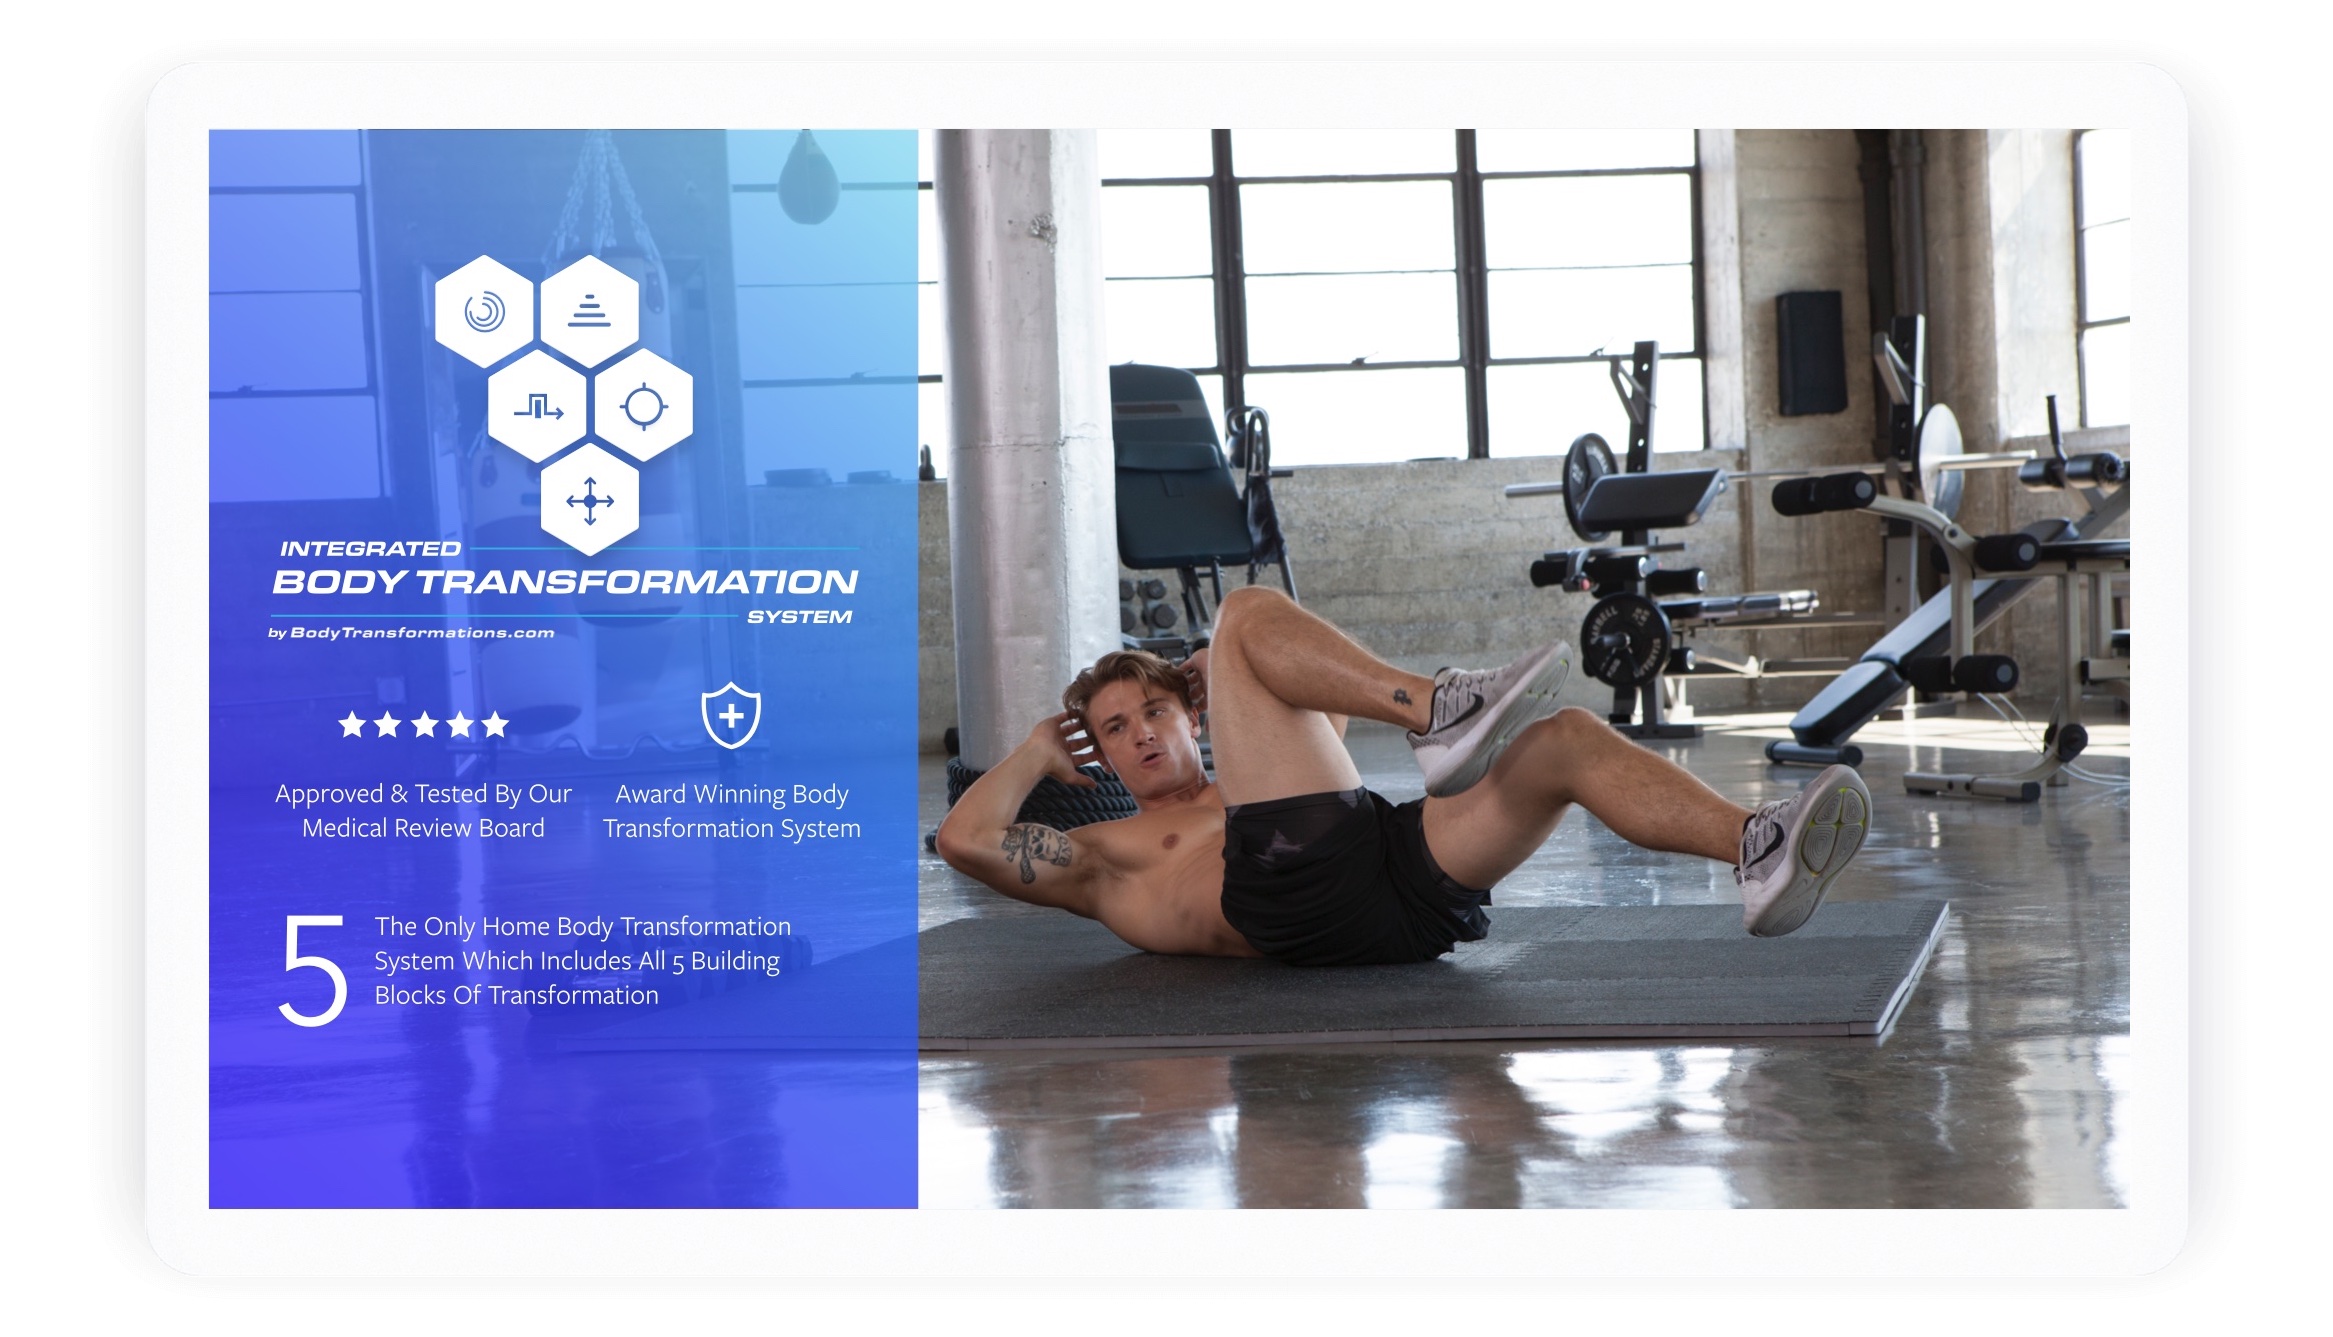 INTEGRATED
BODY TRANSFORMATION
SYSTEM
by BodyTransformations.com
Approved & Tested By Our
Medical Review Board
Award Winning Body
Transformation System
5
The Only Home Body Transformation
System Which Includes All 5 Building
Blocks Of Transformation